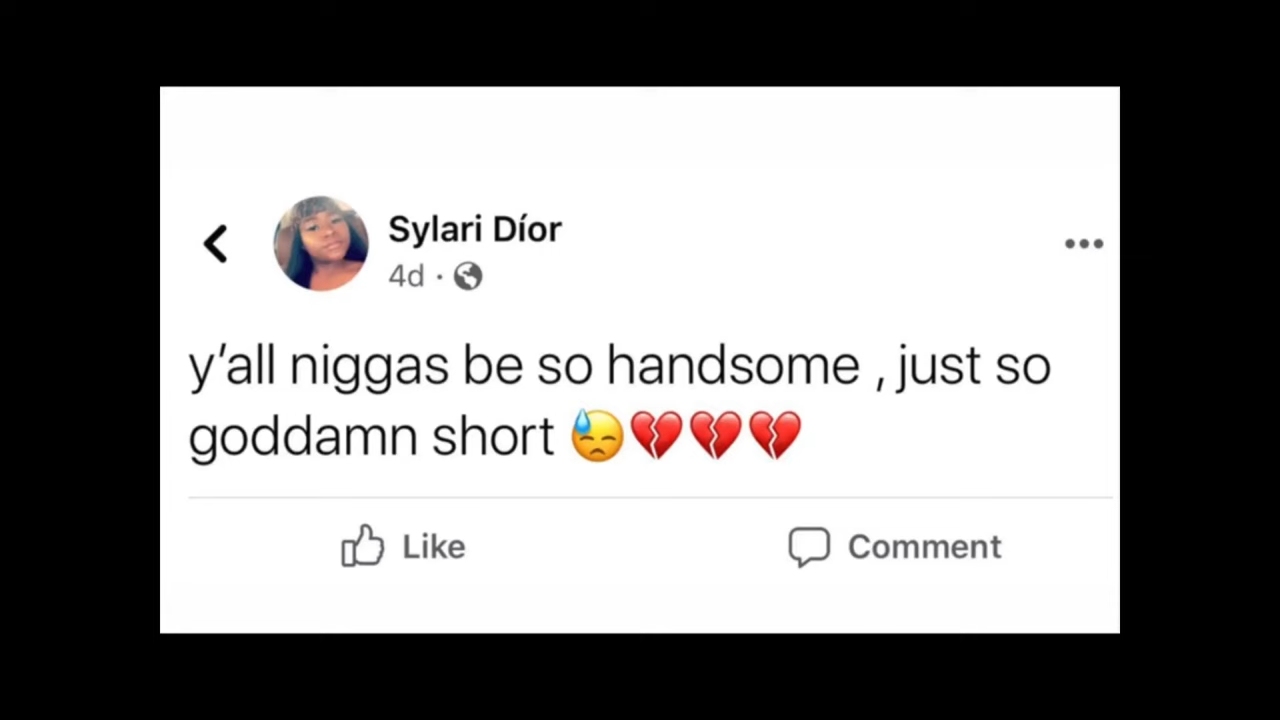 Sylari Díor
4d ·
y'all niggas be so handsome , just so
goddamn short 😓💔💔💔
Like
Comment